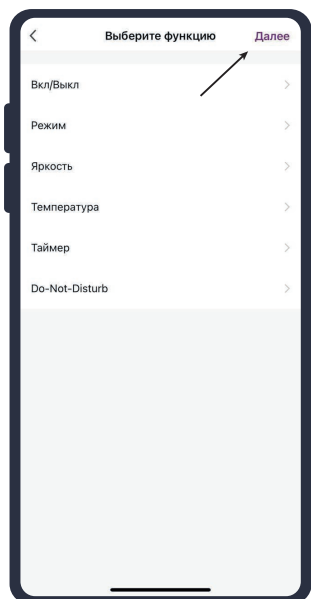 Выберите функцию Далее
Вкл/Выкл
Режим
Яркость
Температура
Таймер
Do-Not-Disturb